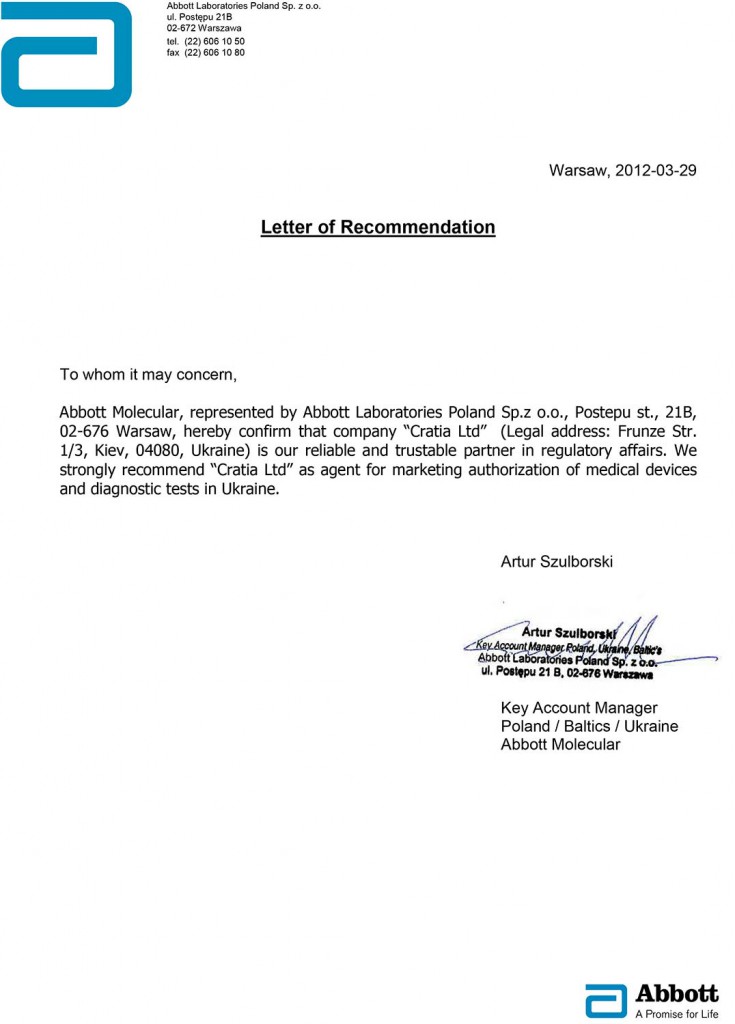 Abbott Laboratories Poland Sp. z o.o.
ul. Postępu 21B
02-672 Warszawa
tel. (22) 606 10 50
fax (22) 606 10 80
Warsaw, 2012-03-29
Letter of Recommendation
To whom it may concern,
Abbott Molecular, represented by Abbott Laboratories Poland Sp.z o.o., Postepu st., 21B,
02-676 Warsaw, hereby confirm that company “Cratia Ltd” (Legal address: Frunze Str.
1/3, Kiev, 04080, Ukraine) is our reliable and trustable partner in regulatory affairs. We
strongly recommend “Cratia Ltd” as agent for marketing authorization of medical devices
and diagnostic tests in Ukraine.
Artur Szulborski
Artur Szulborski
Key Account Manager Poland, Ukraine, Baltic's
Abbott Laboratories Poland Sp. z o.o.
ul. Postępu 21 B, 02-676 Warszawa
Key Account Manager
Poland / Baltics / Ukraine
Abbott Molecular
Abbott
A Promise for Life